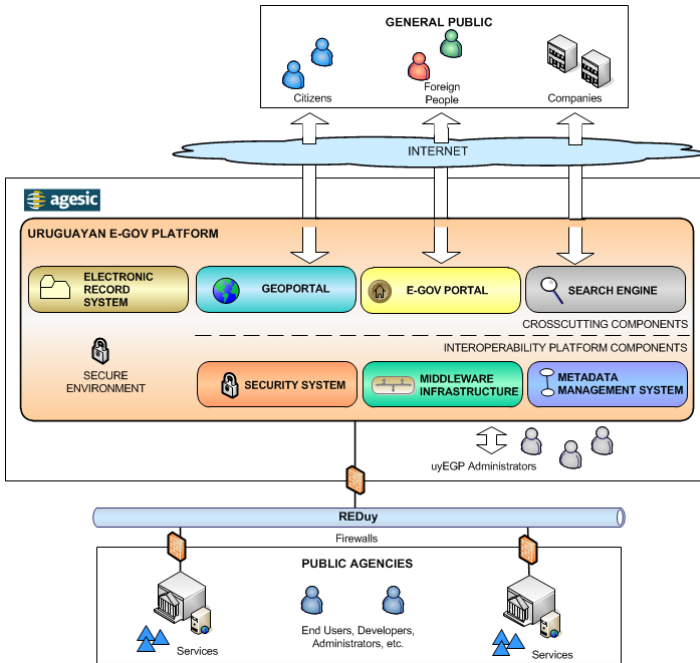 GENERAL PUBLIC
Citizens
Foreign
People
Companies
INTERNET
agesic
URUGUAYAN E-GOV PLATFORM
ELECTRONIC
RECORD
SYSTEM
GEOPORTAL
E-GOV PORTAL
SEARCH ENGINE
CROSSCUTTING COMPONENTS
INTEROPERABILITY PLATFORM COMPONENTS
SECURE
ENVIRONMENT
SECURITY SYSTEM
MIDDLEWARE
INFRASTRUCTURE
METADATA
MANAGEMENT SYSTEM
uyEGP Administrators
REDuy
Firewalls
PUBLIC AGENCIES
Services
End Users, Developers,
Administrators, etc.
Services